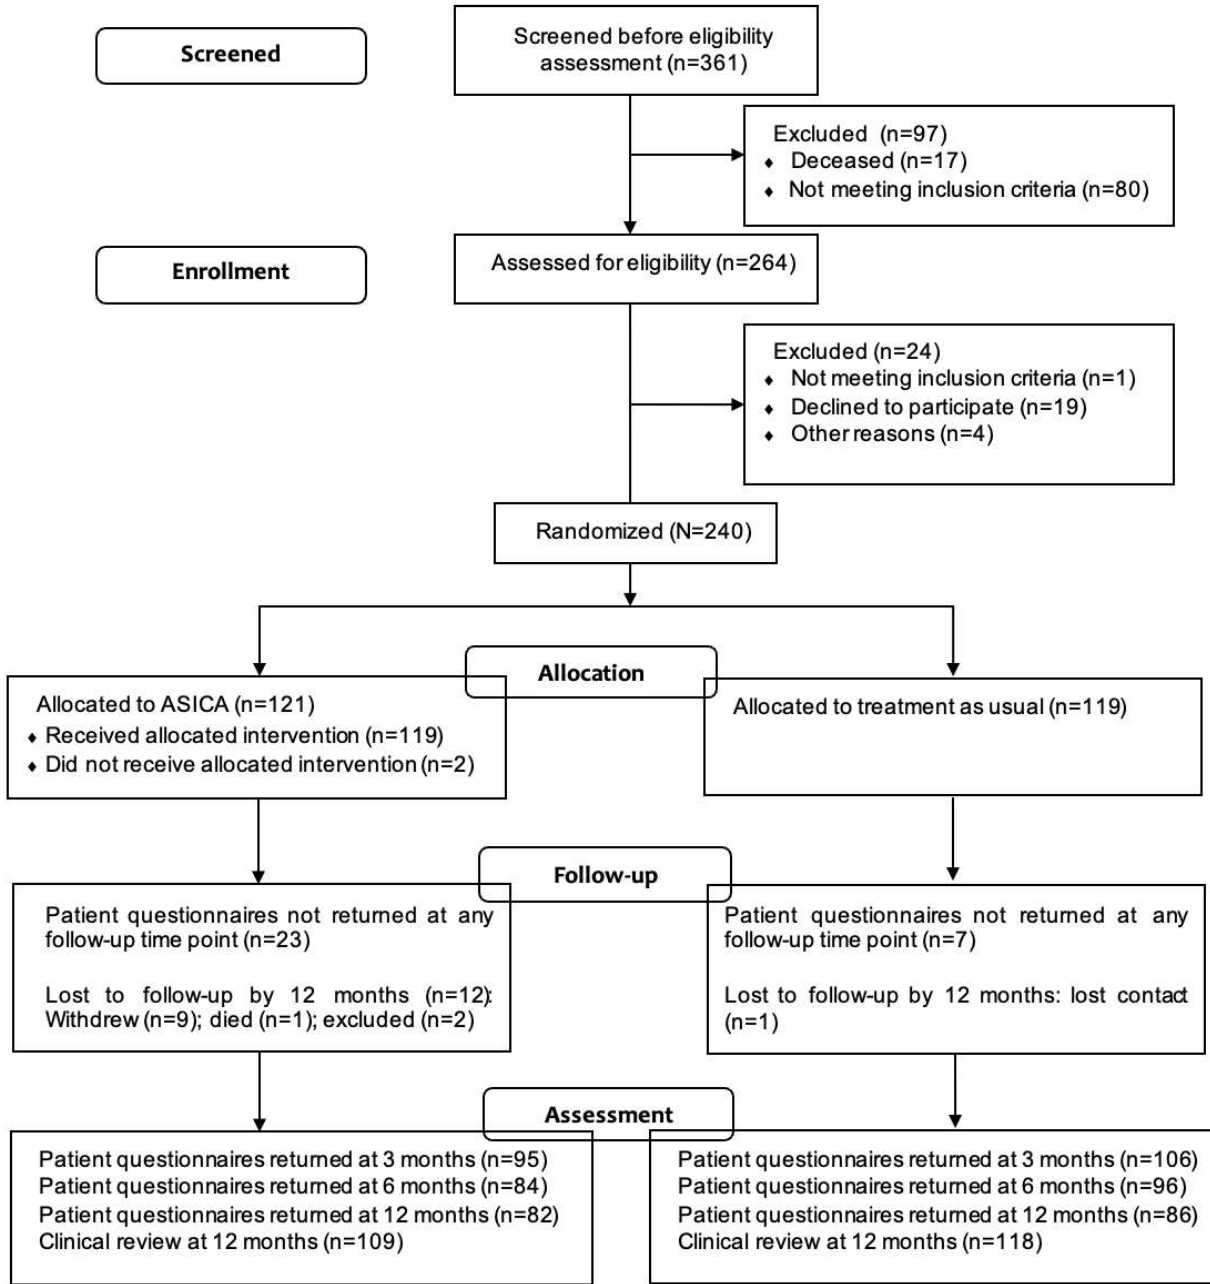 Screened
Screened before eligibility
assessment (n=361)
Excluded (n=97)
♦ Deceased (n=17)
♦ Not meeting inclusion criteria (n=80)
Enrollment
Assessed for eligibility (n=264)
Excluded (n=24)
♦ Not meeting inclusion criteria (n=1)
♦ Declined to participate (n=19)
♦ Other reasons (n=4)
Randomized (N=240)
Allocation
Allocated to ASICA (n=121)
♦ Received allocated intervention (n=119)
♦ Did not receive allocated intervention (n=2)
Allocated to treatment as usual (n=119)
Follow-up
Patient questionnaires not returned at any
follow-up time point (n=23)
Lost to follow-up by 12 months (n=12):
Withdrew (n=9); died (n=1); excluded (n=2)
Patient questionnaires not returned at any
follow-up time point (n=7)
Lost to follow-up by 12 months: lost contact
(n=1)
Assessment
Patient questionnaires returned at 3 months (n=95)
Patient questionnaires returned at 6 months (n=84)
Patient questionnaires returned at 12 months (n=82)
Clinical review at 12 months (n=109)
Patient questionnaires returned at 3 months (n=106)
Patient questionnaires returned at 6 months (n=96)
Patient questionnaires returned at 12 months (n=86)
Clinical review at 12 months (n=118)